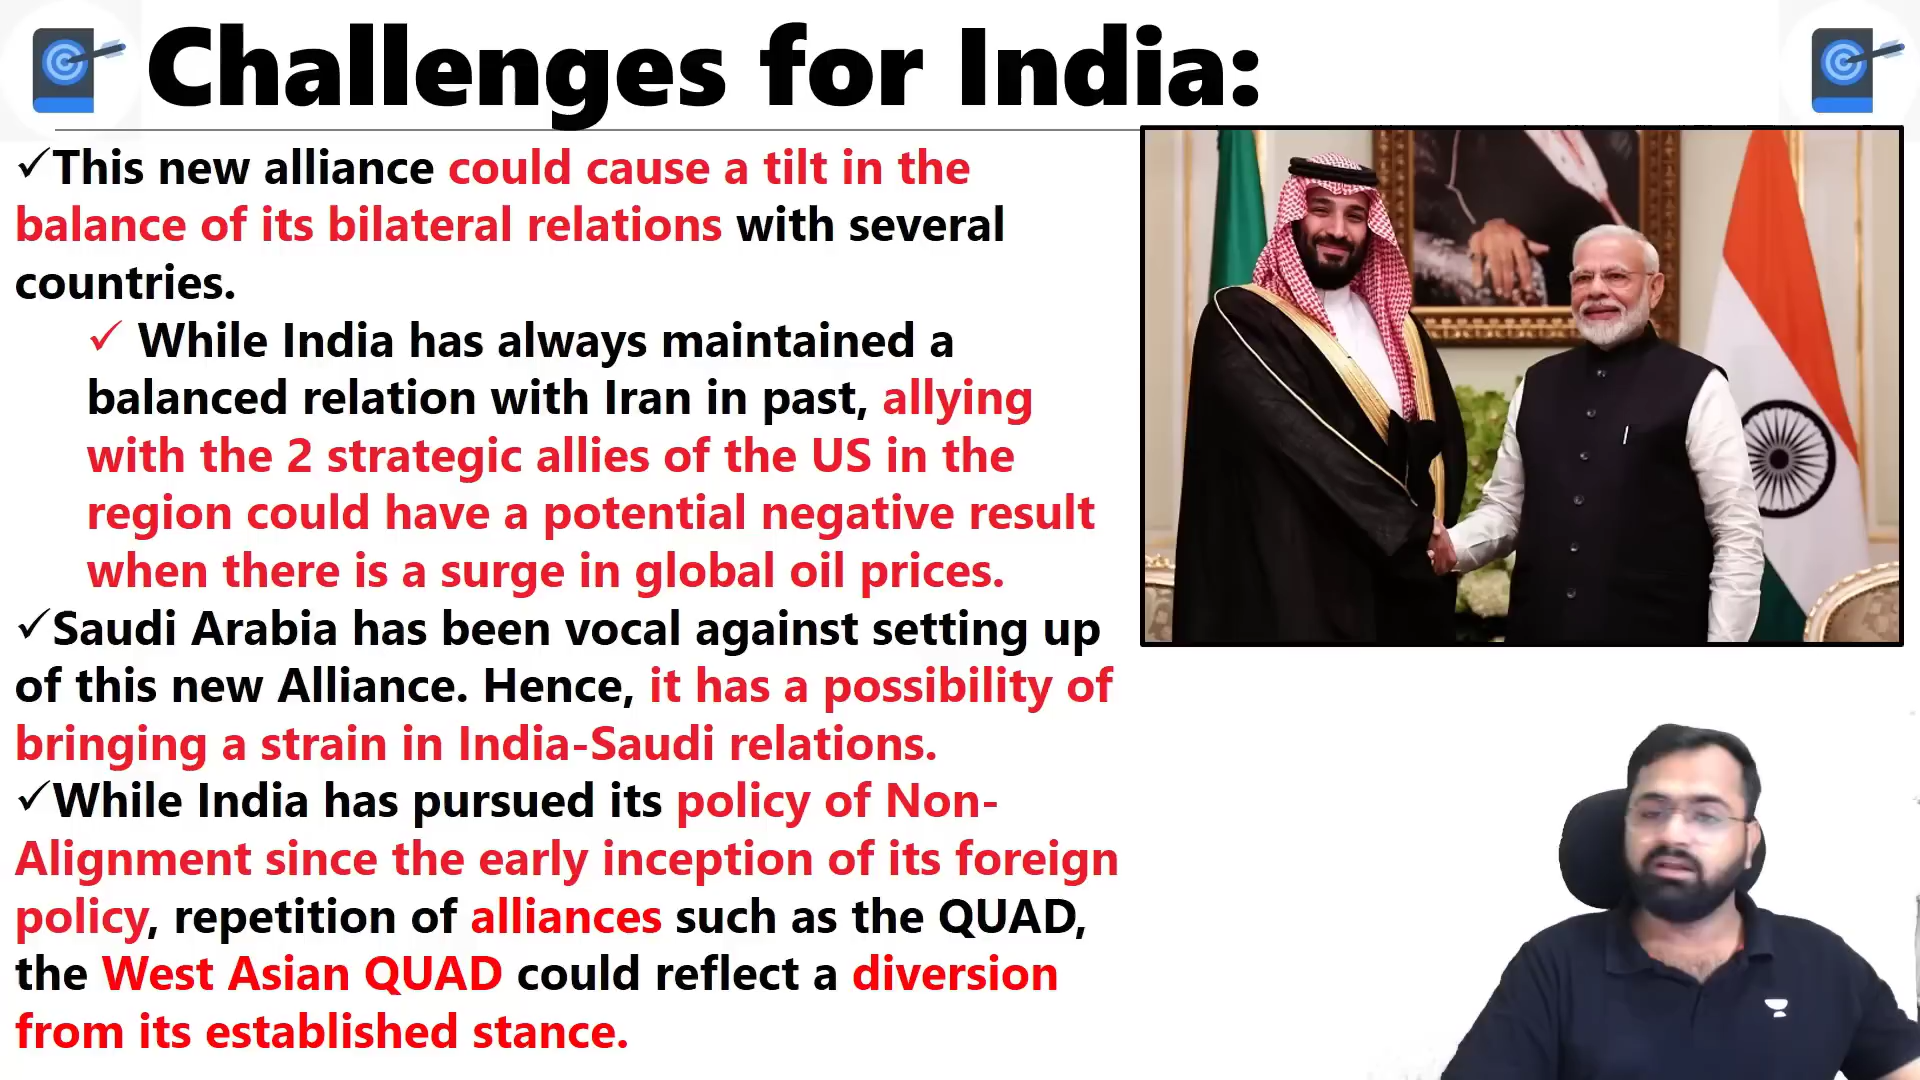 Challenges for India:
✓This new alliance could cause a tilt in the
balance of its bilateral relations with several
countries.
✓ While India has always maintained a
balanced relation with Iran in past, allying
with the 2 strategic allies of the US in the
region could have a potential negative result
when there is a surge in global oil prices.
✓Saudi Arabia has been vocal against setting up
of this new Alliance. Hence, it has a possibility of
bringing a strain in India-Saudi relations.
✓While India has pursued its policy of Non-
Alignment since the early inception of its foreign
policy, repetition of alliances such as the QUAD,
the West Asian QUAD could reflect a diversion
from its established stance.